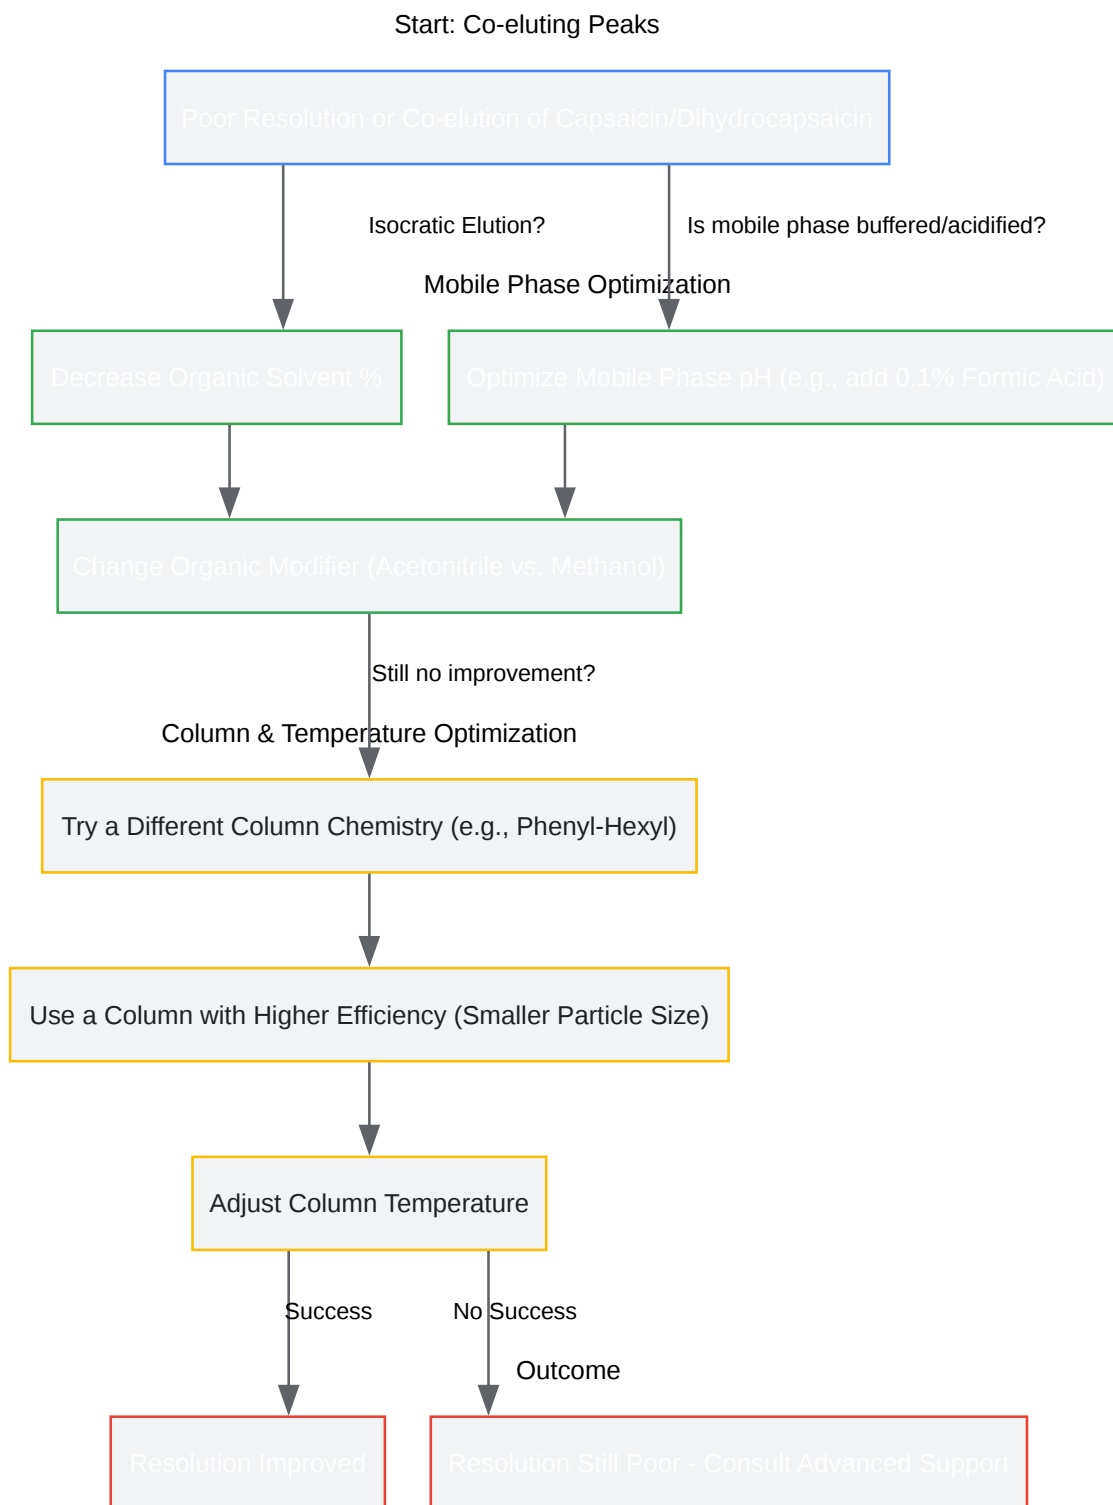 Start: Co-eluting Peaks
Poor Resolution or Co-elution of Capsaicin/Dihydrocapsaicin
Isocratic Elution?
Is mobile phase buffered/acidified?
Mobile Phase Optimization
Decrease Organic Solvent %
Optimize Mobile Phase pH (e.g., add 0.1% Formic Acid)
Change Organic Modifier (Acetonitrile vs. Methanol)
Still no improvement?
Column & Temperature Optimization
Try a Different Column Chemistry (e.g., Phenyl-Hexyl)
Use a Column with Higher Efficiency (Smaller Particle Size)
Adjust Column Temperature
Success
No Success
Outcome
Resolution Improved
Resolution Still Poor - Consult Advanced Support